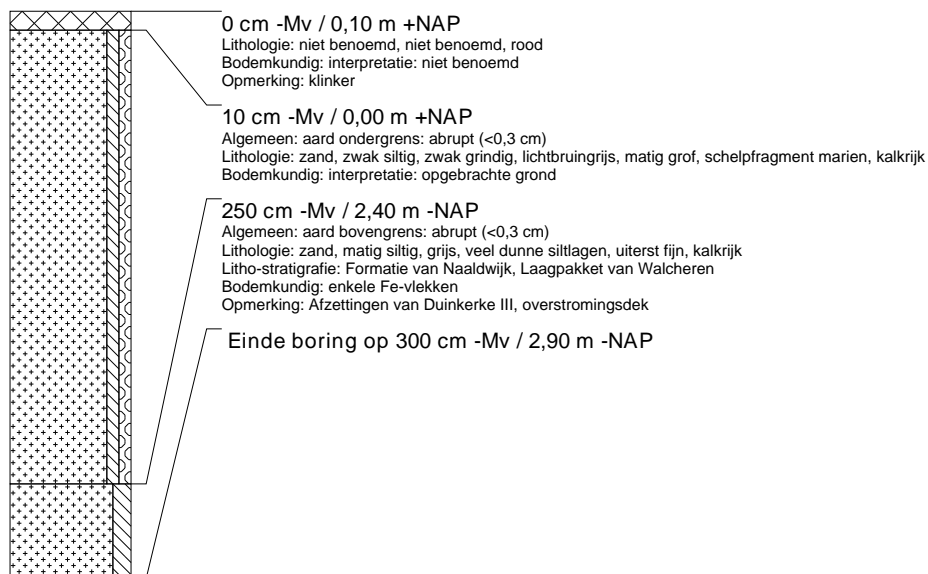 0 cm -Mv / 0,10 m +NAP
Lithologie: niet benoemd, niet benoemd, rood
Bodemkundig: interpretatie: niet benoemd
Opmerking: klinker
10 cm -Mv / 0,00 m +NAP
Algemeen: aard ondergrens: abrupt (<0,3 cm)
Lithologie: zand, zwak siltig, zwak grindig, lichtbruingrijs, matig grof, schelpfragment marien, kalkrijk
Bodemkundig: interpretatie: opgebrachte grond
250 cm -Mv / 2,40 m -NAP
Algemeen: aard bovengrens: abrupt (<0,3 cm)
Lithologie: zand, matig siltig, grijs, veel dunne siltlagen, uiterst fijn, kalkrijk
Litho-stratigrafie: Formatie van Naaldwijk, Laagpakket van Walcheren
Bodemkundig: enkele Fe-vlekken
Opmerking: Afzettingen van Duinkerke III, overstromingsdek
Einde boring op 300 cm -Mv / 2,90 m -NAP